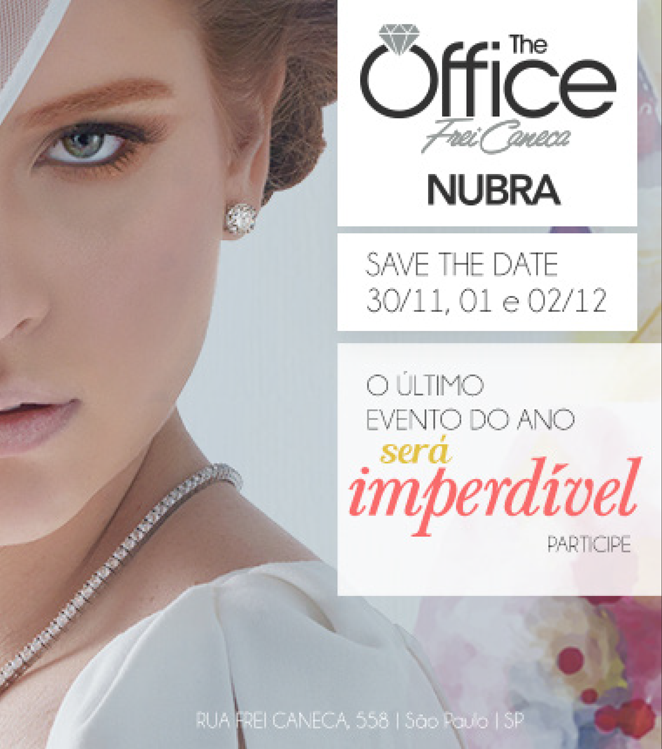 The
Office
Frei Caneca
NUBRA
SAVE THE DATE
30/11, 01 e 02/12
O ÚLTIMO
EVENTO DO ANO
será
imperdível
PARTICIPE
RUA FREI CANECA, 558 | São Paulo | SP